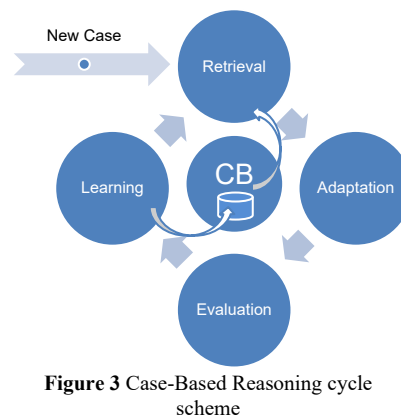 New Case
Retrieval
Learning
CB
Adaptation
Evaluation
Figure 3 Case-Based Reasoning cycle
scheme